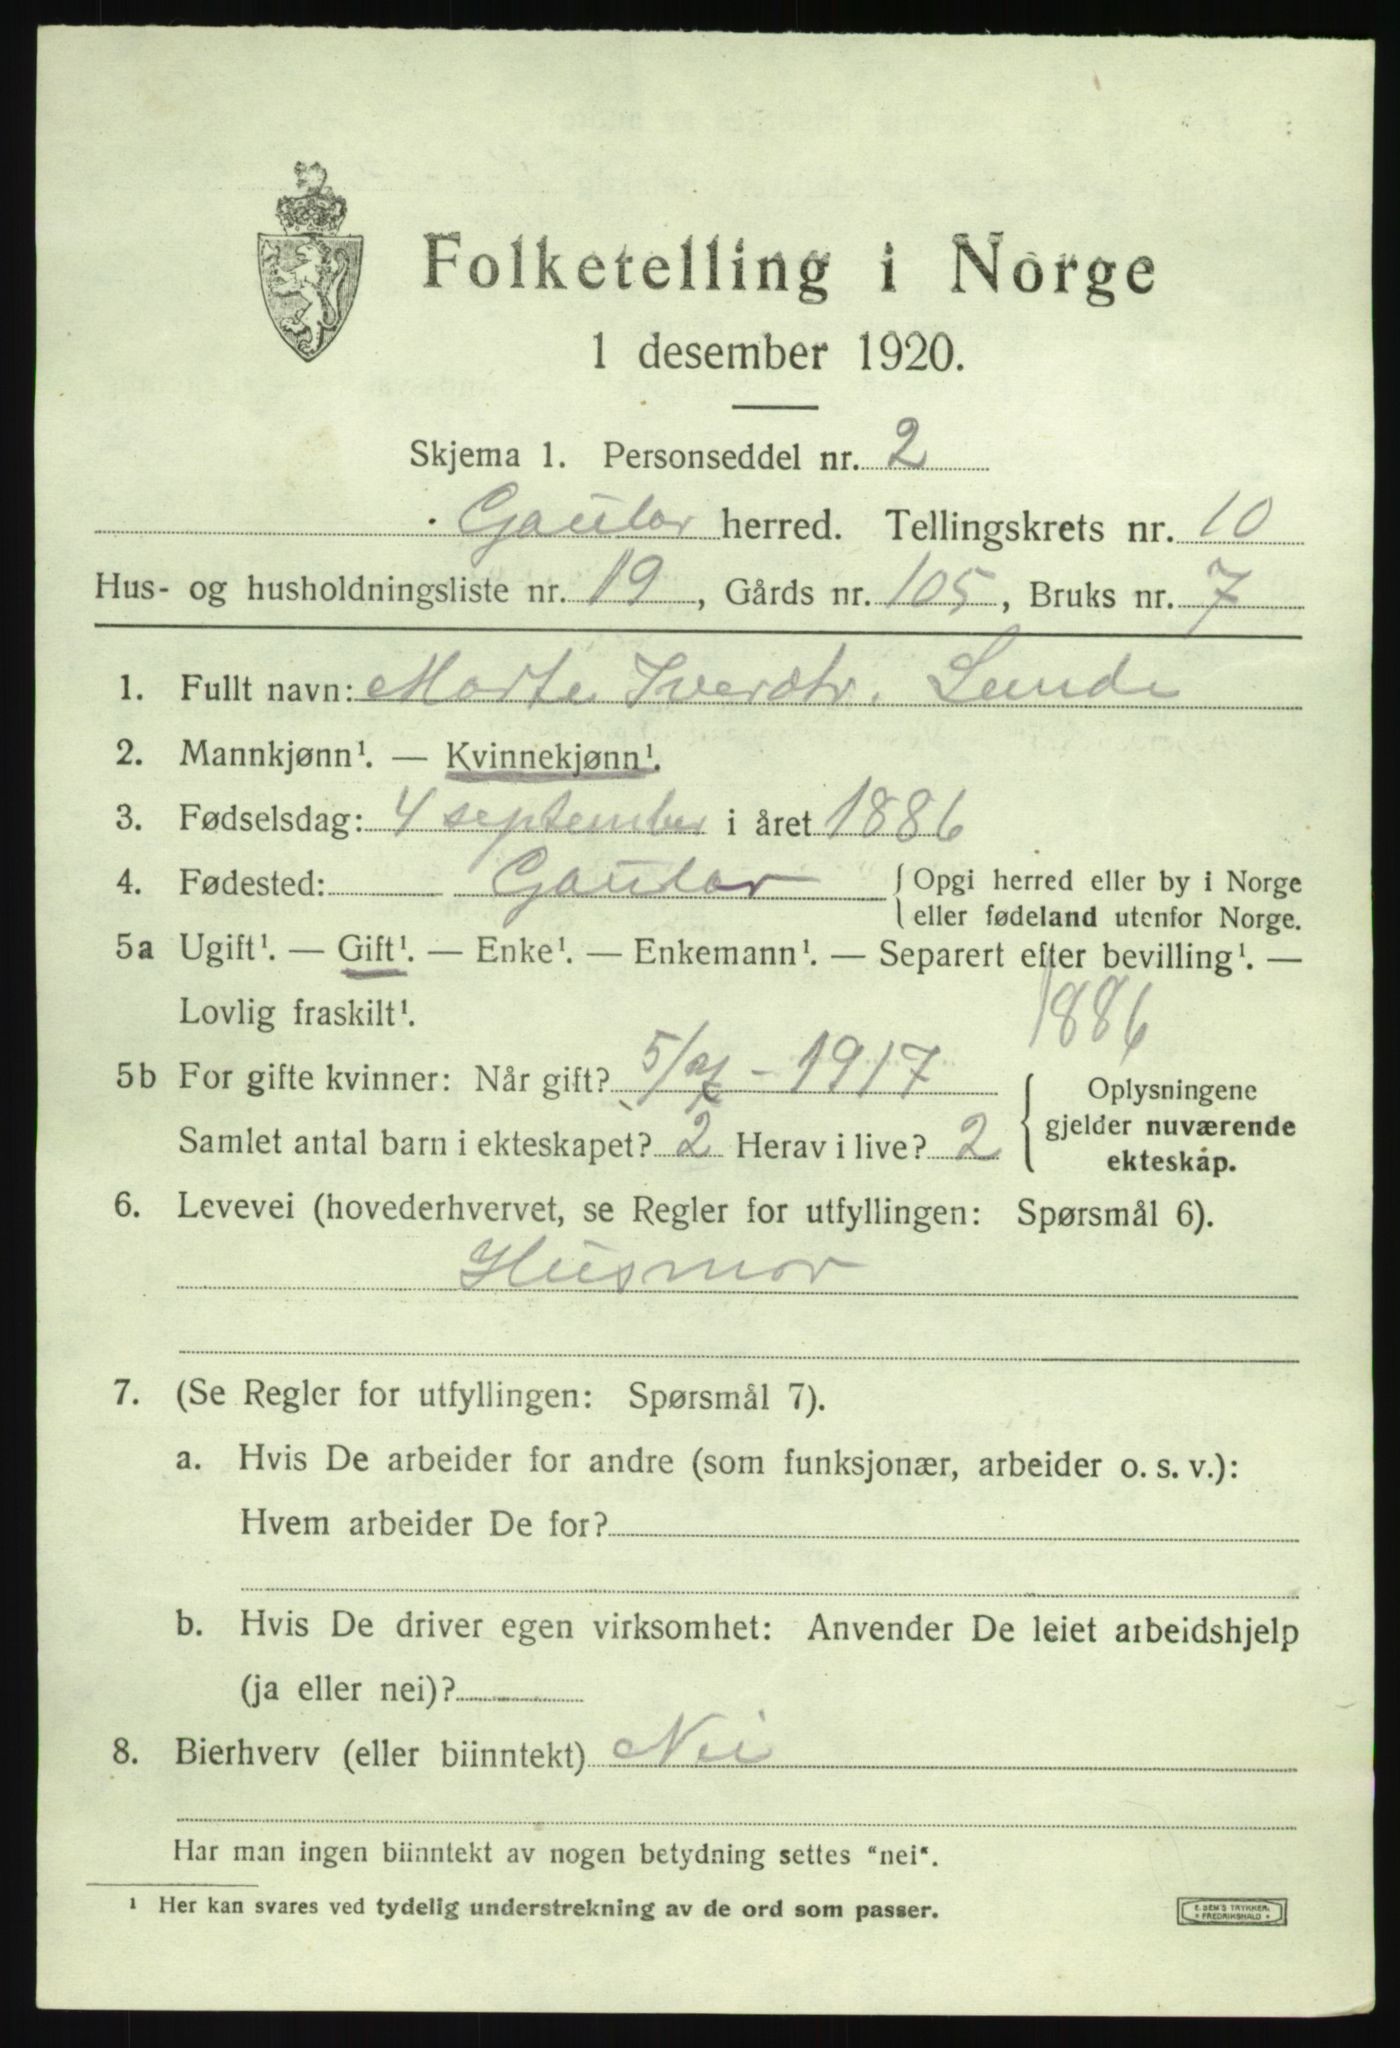 Folketelling i Norge
1 desember 1920.
Skjema 1. Personseddel nr. 2
Gaular herred. Tellingskrets nr. 10
Hus- og husholdningsliste nr. 19, Gårds nr. 105, Bruks nr. 7
1. Fullt navn: Marte Iverdtr. Sunde
2. Mannkjønn¹. — Kvinnekjønn¹.
3. Fødselsdag: 4 september i året 1886
4. Fødested: Gaular { Opgi herred eller by i Norge
eller fødeland utenfor Norge.
5a Ugift¹. — Gift¹. — Enke¹. — Enkemann¹. — Separert efter bevilling¹. —
Lovlig fraskilt¹. 1886
5b For gifte kvinner: Når gift? 5/ - 1917 { Oplysningene
gjelder nuværende
ekteskap.
Samlet antal barn i ekteskapet? 2 Herav i live? 2
6. Levevei (hovederhvervet, se Regler for utfyllingen: Spørsmål 6).
Husmor
7. (Se Regler for utfyllingen: Spørsmål 7).
a. Hvis De arbeider for andre (som funksjonær, arbeider o. s. v.):
Hvem arbeider De for?
b. Hvis De driver egen virksomhet: Anvender De leiet arbeidshjelp
(ja eller nei)?
8. Bierhverv (eller biinntekt) Nei
Har man ingen biinntekt av nogen betydning settes "nei".
¹ Her kan svares ved tydelig understrekning av de ord som passer.
E. SEM'S TRYKKERI
FREDRIKSHALD